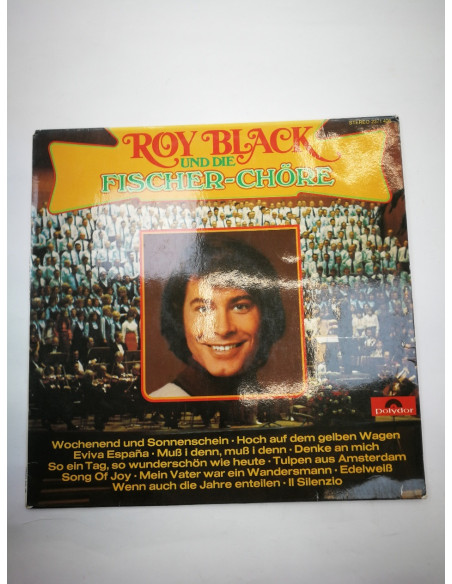 STEREO
ROY BLACK
UND DIE
FISCHER-CHÖRE
Polydor
Wochenend und Sonnenschein · Hoch auf dem gelben Wagen
Eviva España · Muß i denn, muß i denn · Denke an mich
So ein Tag, so wunderschön wie heute · Tulpen aus Amsterdam
Song Of Joy · Mein Vater war ein Wandersmann · Edelweiß
Wenn auch die Jahre enteilen · Il Silenzio